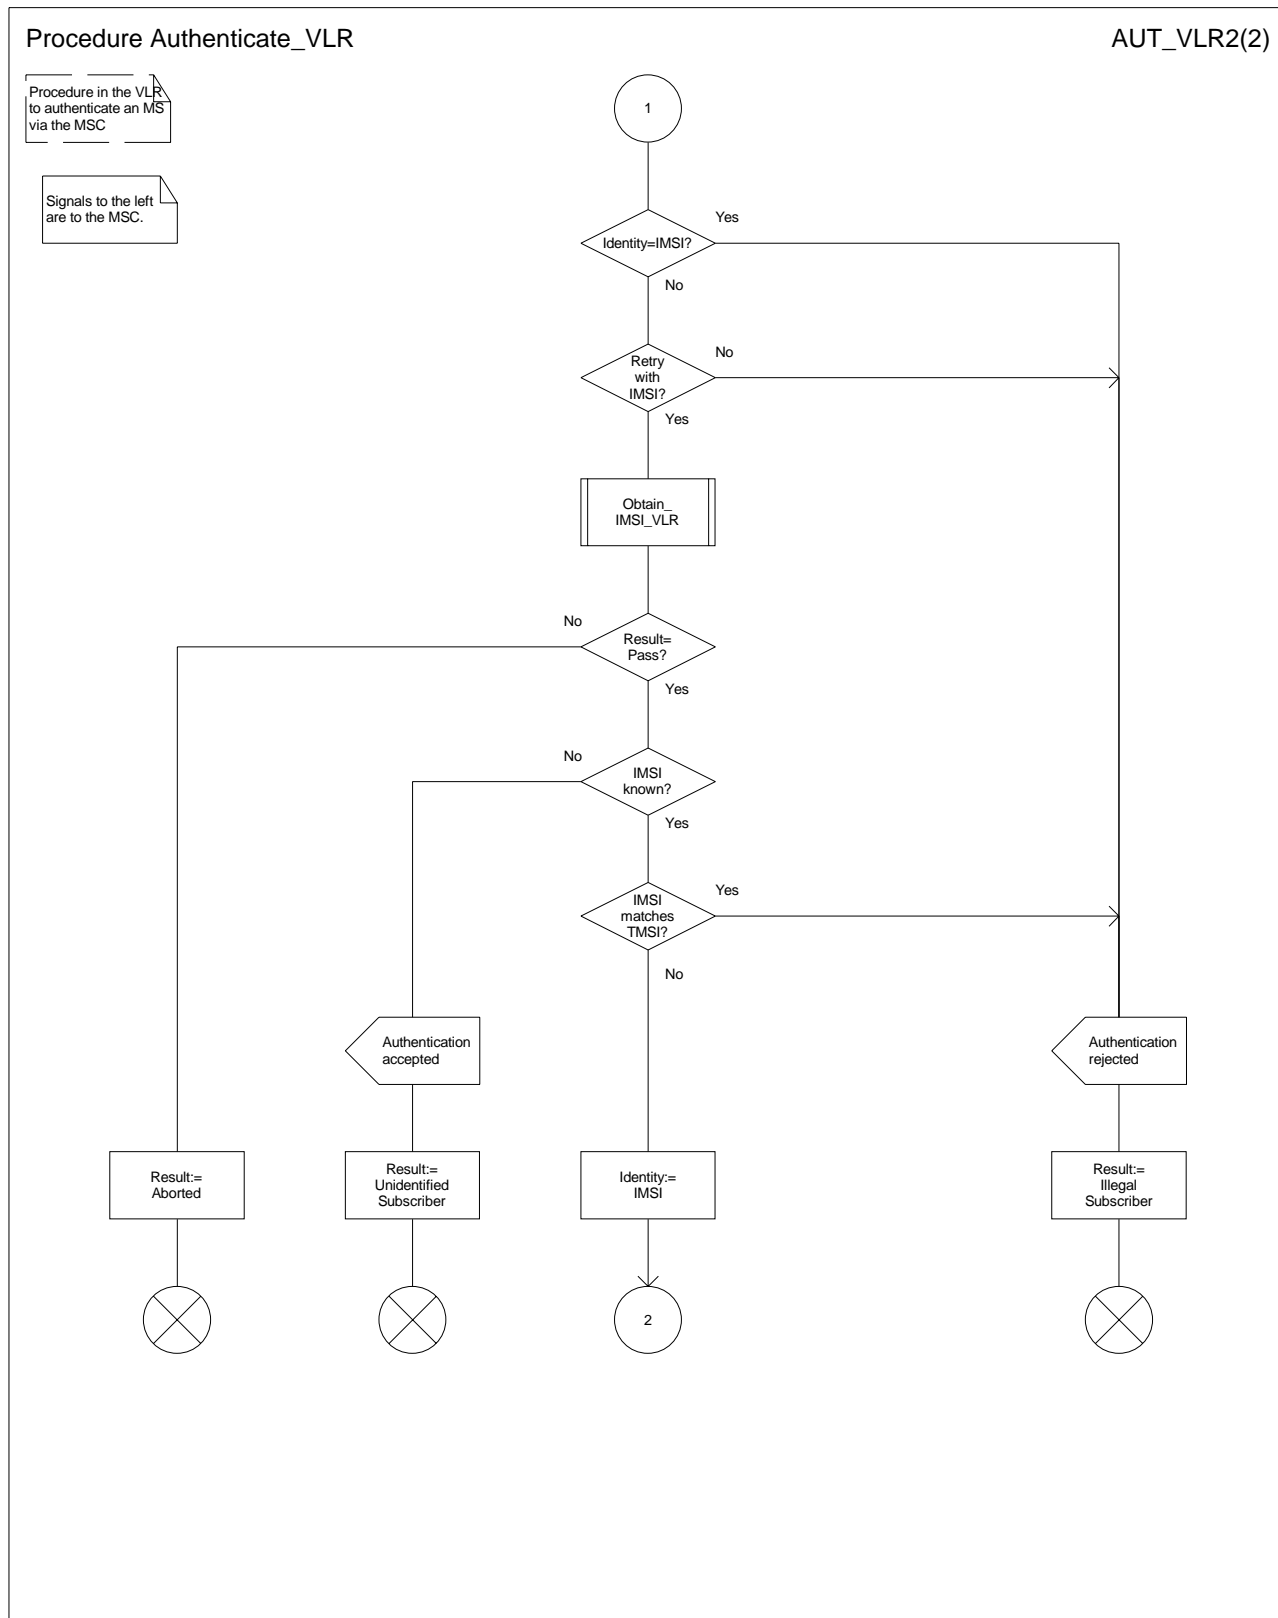 Procedure Authenticate_VLR
AUT_VLR2(2)
Procedure in the VLR
to authenticate an MS
via the MSC
Signals to the left
are to the MSC.
1
Identity=IMSI?
Yes
No
Retry
with
IMSI?
No
Yes
Obtain_
IMSI_VLR
Result=
Pass?
No
Yes
IMSI
known?
No
Yes
IMSI
matches
TMSI?
Yes
No
Authentication
accepted
Authentication
rejected
Result:=
Aborted
Result:=
Unidentified
Subscriber
Identity:=
IMSI
Result:=
Illegal
Subscriber
2